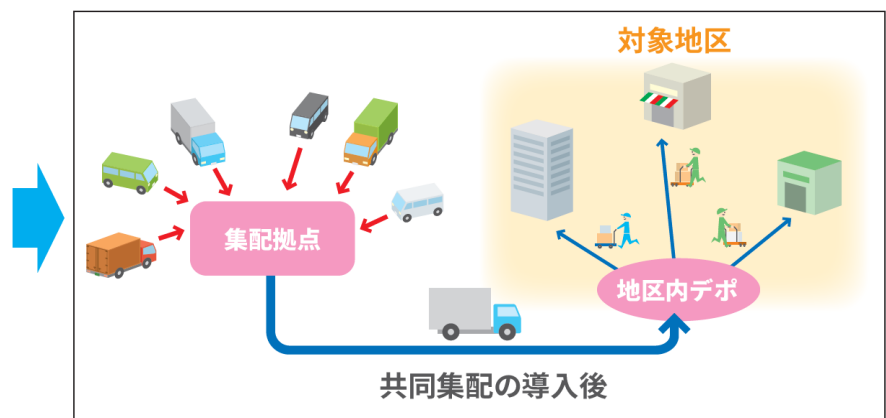 対象地区
集配拠点
地区内デポ
共同集配の導入後